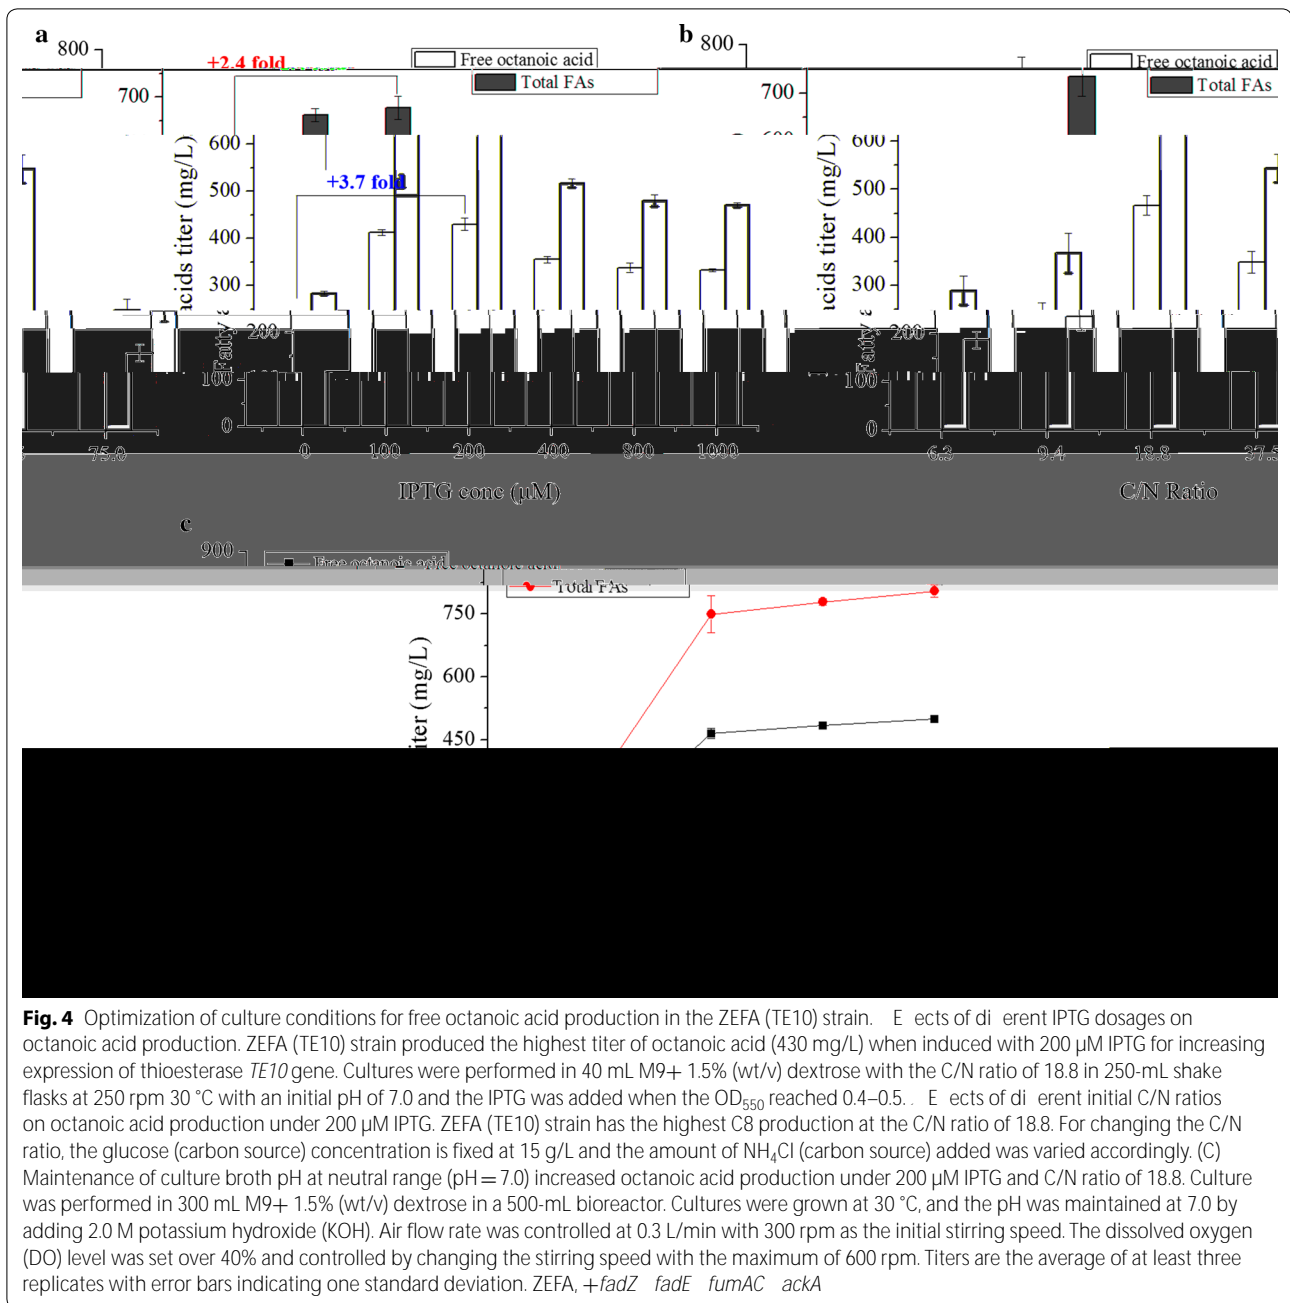 a
800
+2.4 fold
Free octanoic acid
Total FAs
700
600
500
400
300
200
100
0
+3.7 fold
acids titer (mg/L)
Fatty a
75.0
0 100 200 400 800 1000
IPTG conc (µM)
b
800
Free octanoic acid
Total FAs
700
600
500
400
300
200
100
0
acids titer (mg/L)
Fatty a
6.3 9.4 18.8 37.5
C/N Ratio
c
900
Free octanoic acid
Total FAs
750
600
450
iter (mg/L)
Fig. 4 Optimization of culture conditions for free octanoic acid production in the ZEFA (TE10) strain. E ects of di erent IPTG dosages on
octanoic acid production. ZEFA (TE10) strain produced the highest titer of octanoic acid (430 mg/L) when induced with 200 µM IPTG for increasing
expression of thioesterase TE10 gene. Cultures were performed in 40 mL M9+ 1.5% (wt/v) dextrose with the C/N ratio of 18.8 in 250-mL shake
flasks at 250 rpm 30 °C with an initial pH of 7.0 and the IPTG was added when the OD550 reached 0.4–0.5. . E ects of di erent initial C/N ratios
on octanoic acid production under 200 µM IPTG. ZEFA (TE10) strain has the highest C8 production at the C/N ratio of 18.8. For changing the C/N
ratio, the glucose (carbon source) concentration is fixed at 15 g/L and the amount of NH4Cl (carbon source) added was varied accordingly. (C)
Maintenance of culture broth pH at neutral range (pH = 7.0) increased octanoic acid production under 200 µM IPTG and C/N ratio of 18.8. Culture
was performed in 300 mL M9+ 1.5% (wt/v) dextrose in a 500-mL bioreactor. Cultures were grown at 30 °C, and the pH was maintained at 7.0 by
adding 2.0 M potassium hydroxide (KOH). Air flow rate was controlled at 0.3 L/min with 300 rpm as the initial stirring speed. The dissolved oxygen
(DO) level was set over 40% and controlled by changing the stirring speed with the maximum of 600 rpm. Titers are the average of at least three
replicates with error bars indicating one standard deviation. ZEFA, +fadZ fadE fumAC ackA